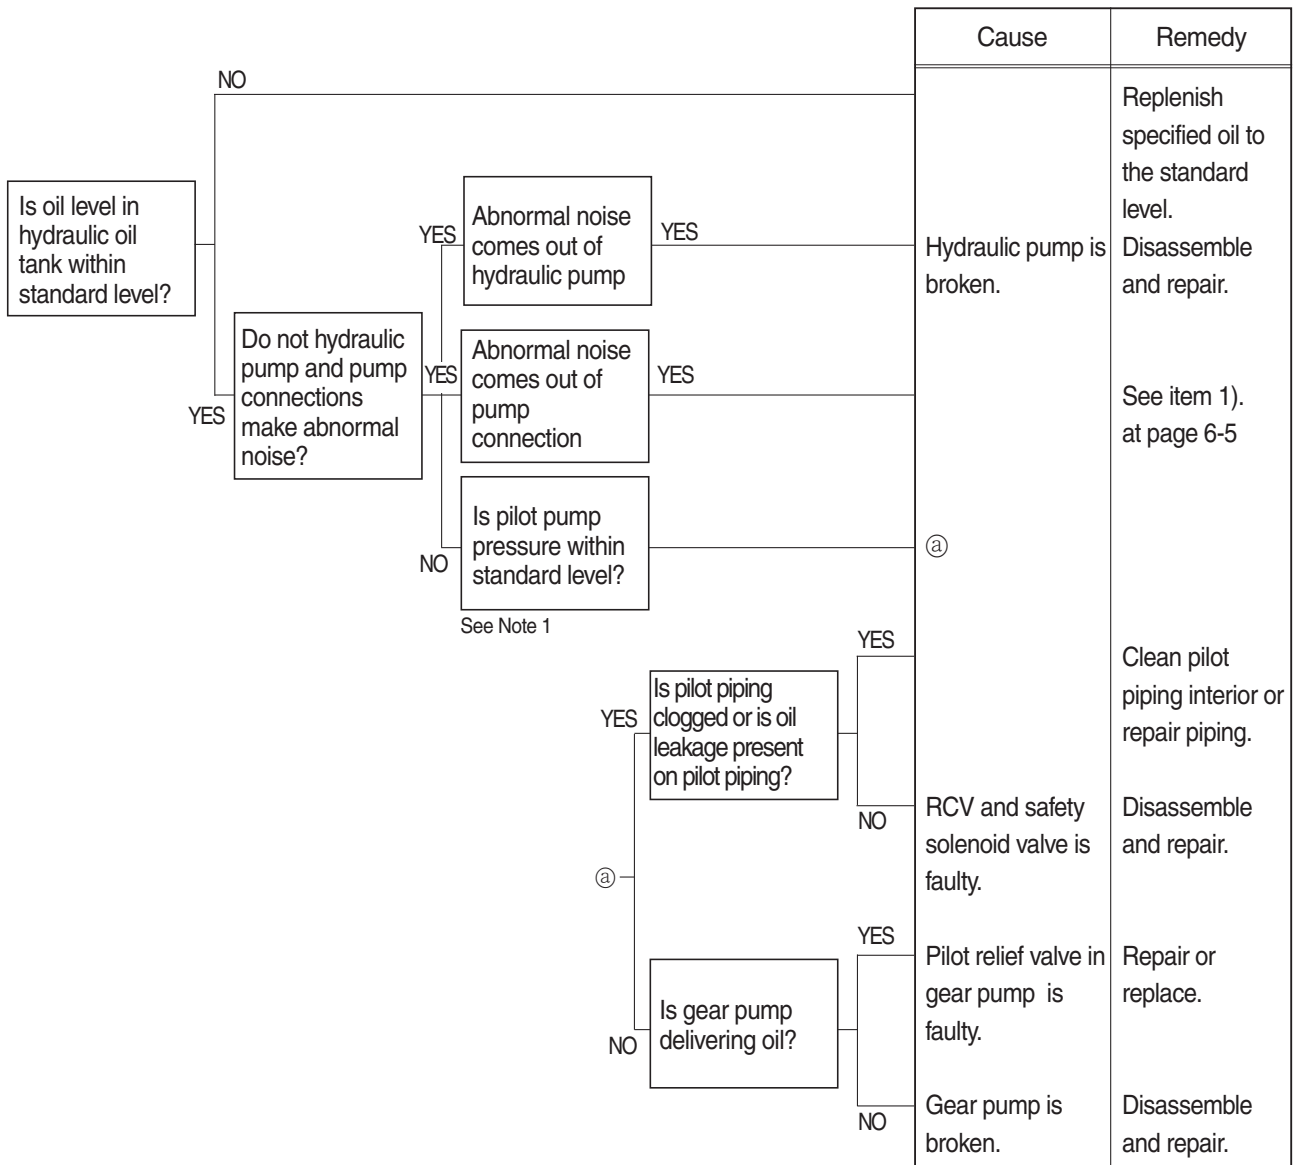 Cause
Remedy
NO
Replenish
specified oil to
the standard
level.
Is oil level in
hydraulic oil
tank within
standard level?
YES
Abnormal noise
comes out of
hydraulic pump
YES
Hydraulic pump is
broken.
Disassemble
and repair.
YES
Do not hydraulic
pump and pump
connections
make abnormal
noise?
YES
Abnormal noise
comes out of
pump
connection
YES
See item 1).
at page 6-5
NO
Is pilot pump
pressure within
standard level?
ⓐ
See Note 1
YES
Is pilot piping
clogged or is oil
leakage present
on pilot piping?
YES
Clean pilot
piping interior or
repair piping.
NO
RCV and safety
solenoid valve is
faulty.
Disassemble
and repair.
ⓐ
NO
Is gear pump
delivering oil?
YES
Pilot relief valve in
gear pump is
faulty.
Repair or
replace.
NO
Gear pump is
broken.
Disassemble
and repair.